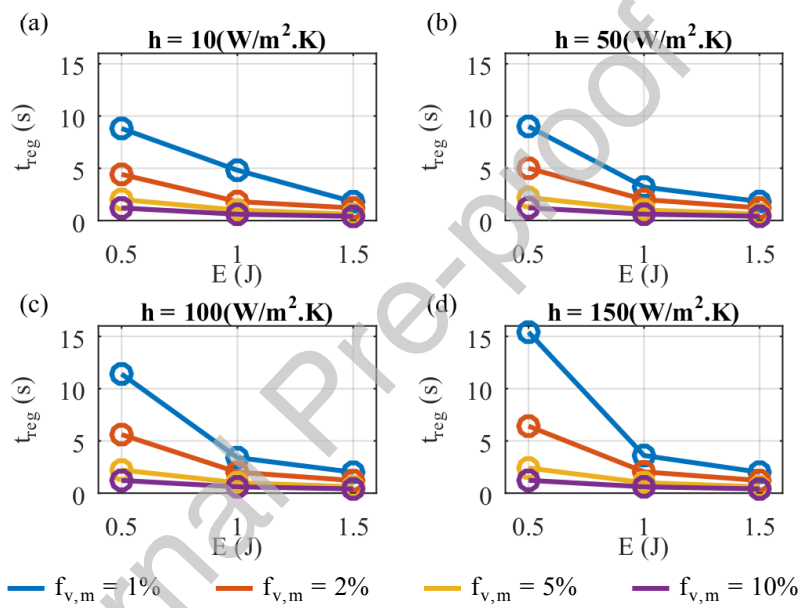 (a)
h = 10(W/m².K)
15
10
5
0
t_reg (s)
0.5 1 1.5
E (J)
(b)
h = 50(W/m².K)
15
10
5
0
t_reg (s)
0.5 1 1.5
E (J)
(c)
h = 100(W/m².K)
15
10
5
0
t_reg (s)
0.5 1 1.5
E (J)
(d)
h = 150(W/m².K)
15
10
5
0
t_reg (s)
0.5 1 1.5
E (J)
f_v,m = 1% f_v,m = 2% f_v,m = 5% f_v,m = 10%
rnal Pre-proof